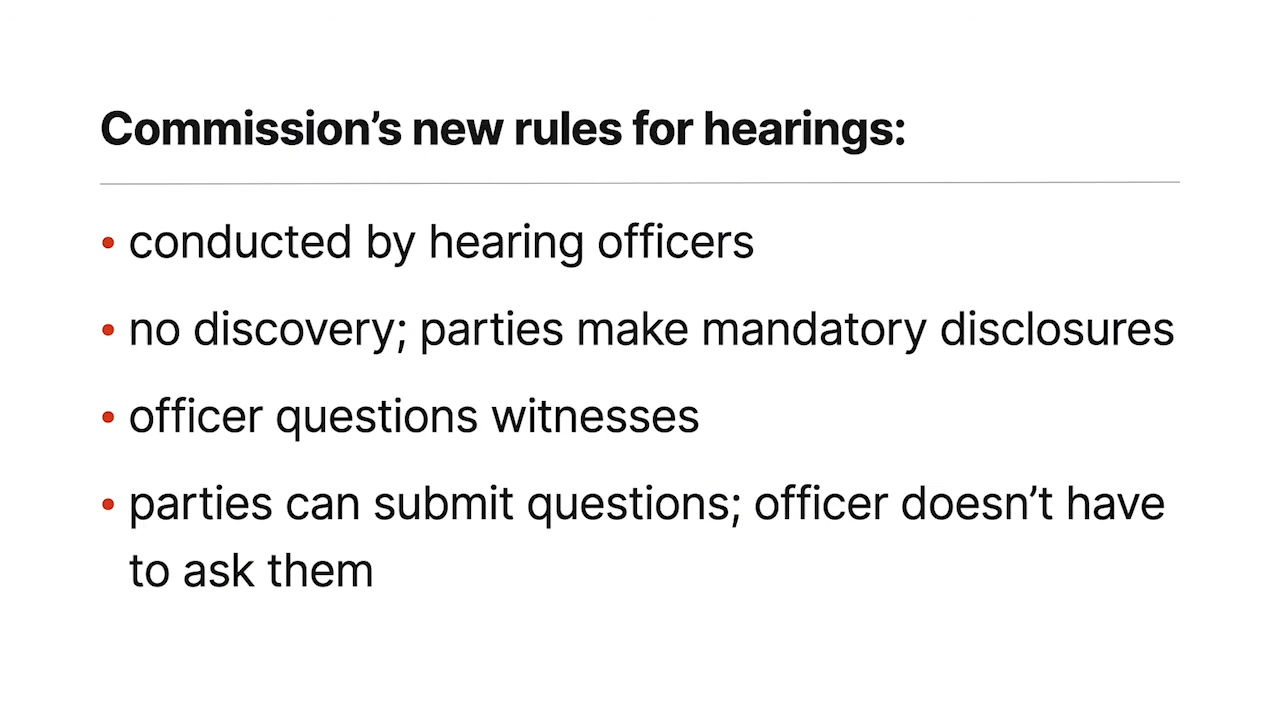 Commission’s new rules for hearings:
• conducted by hearing officers
• no discovery; parties make mandatory disclosures
• officer questions witnesses
• parties can submit questions; officer doesn’t have
to ask them